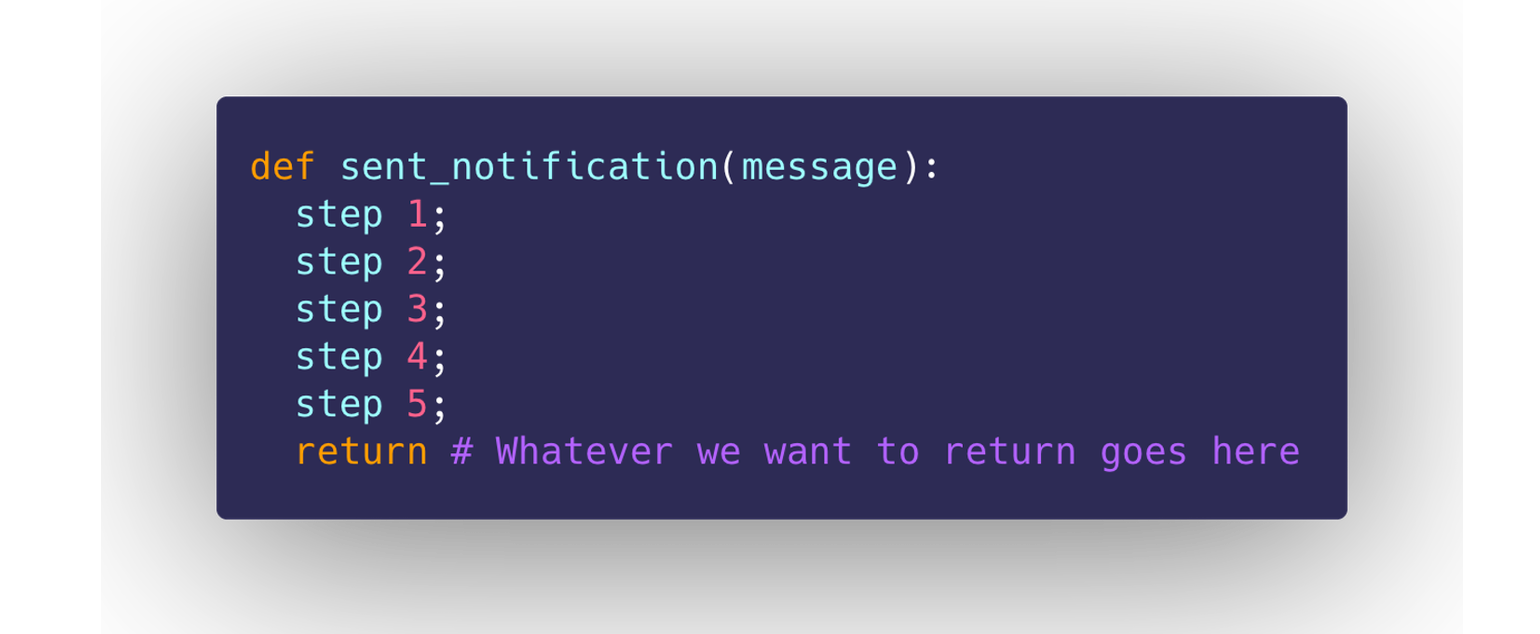 def sent_notification(message):
  step 1;
  step 2;
  step 3;
  step 4;
  step 5;
  return # Whatever we want to return goes here